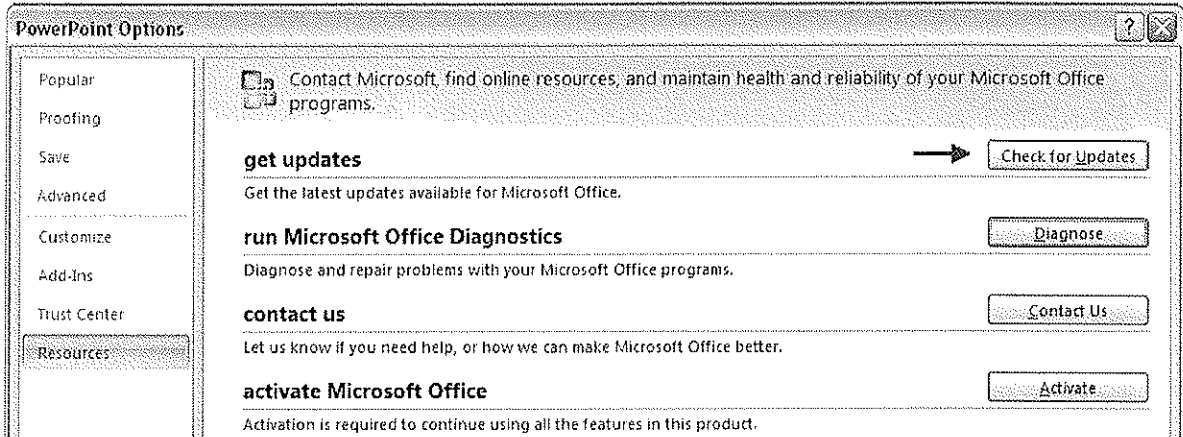 PowerPoint Options
Popular
Proofing
Save
Advanced
Customize
Add-Ins
Trust Center
Resources
Contact Microsoft, find online resources, and maintain health and reliability of your Microsoft Office
programs.
get updates
Check for Updates
Get the latest updates available for Microsoft Office.
run Microsoft Office Diagnostics
Diagnose
Diagnose and repair problems with your Microsoft Office programs.
contact us
Contact Us
Let us know if you need help, or how we can make Microsoft Office better.
activate Microsoft Office
Activate
Activation is required to continue using all the features in this product.